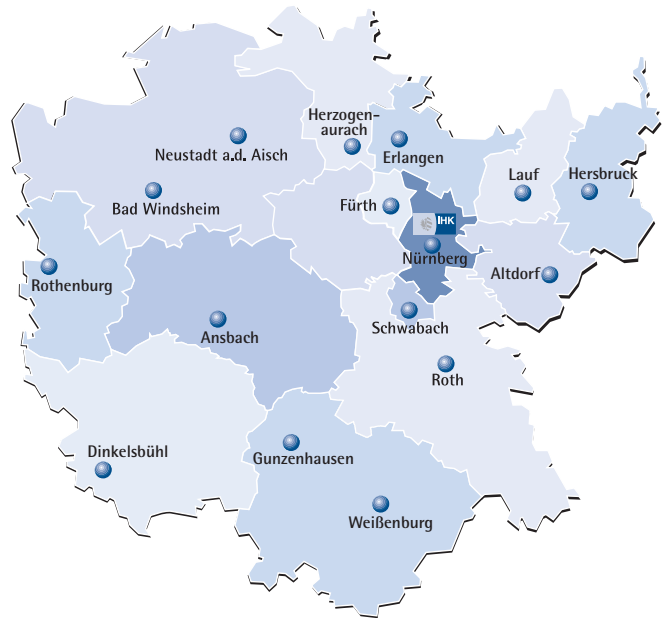 Herzogen-
aurach
Neustadt a.d. Aisch
Erlangen
Lauf
Hersbruck
Bad Windsheim
Fürth
IHK
Nürnberg
Rothenburg
Altdorf
Ansbach
Schwabach
Roth
Dinkelsbühl
Gunzenhausen
Weißenburg